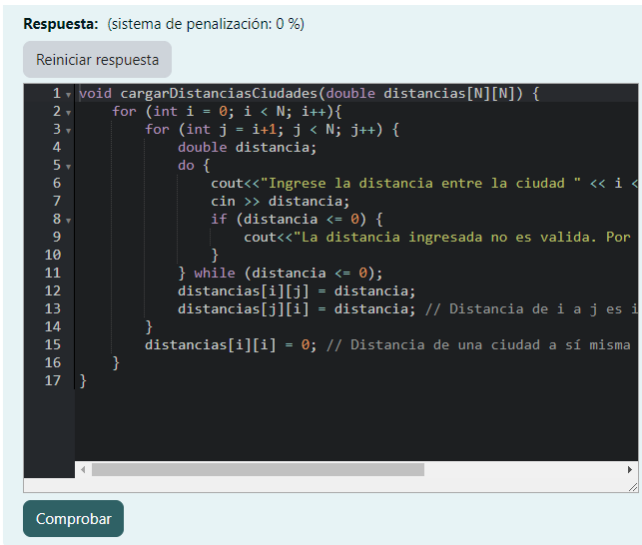 Respuesta: (sistema de penalización: 0 %)
Reiniciar respuesta
1 void cargarDistanciasCiudades(double distancias[N][N]) {
2 for (int i = 0; i < N; i++){
3 for (int j = i+1; j < N; j++) {
4 double distancia;
5 do {
6 cout<<"Ingrese la distancia entre la ciudad " << i <
7 cin >> distancia;
8 if (distancia <= 0) {
9 cout<<"La distancia ingresada no es valida. Por
10 }
11 } while (distancia <= 0);
12 distancias[i][j] = distancia;
13 distancias[j][i] = distancia; // Distancia de i a j es i
14 }
15 distancias[i][i] = 0; // Distancia de una ciudad a sí misma
16 }
17 }
Comprobar